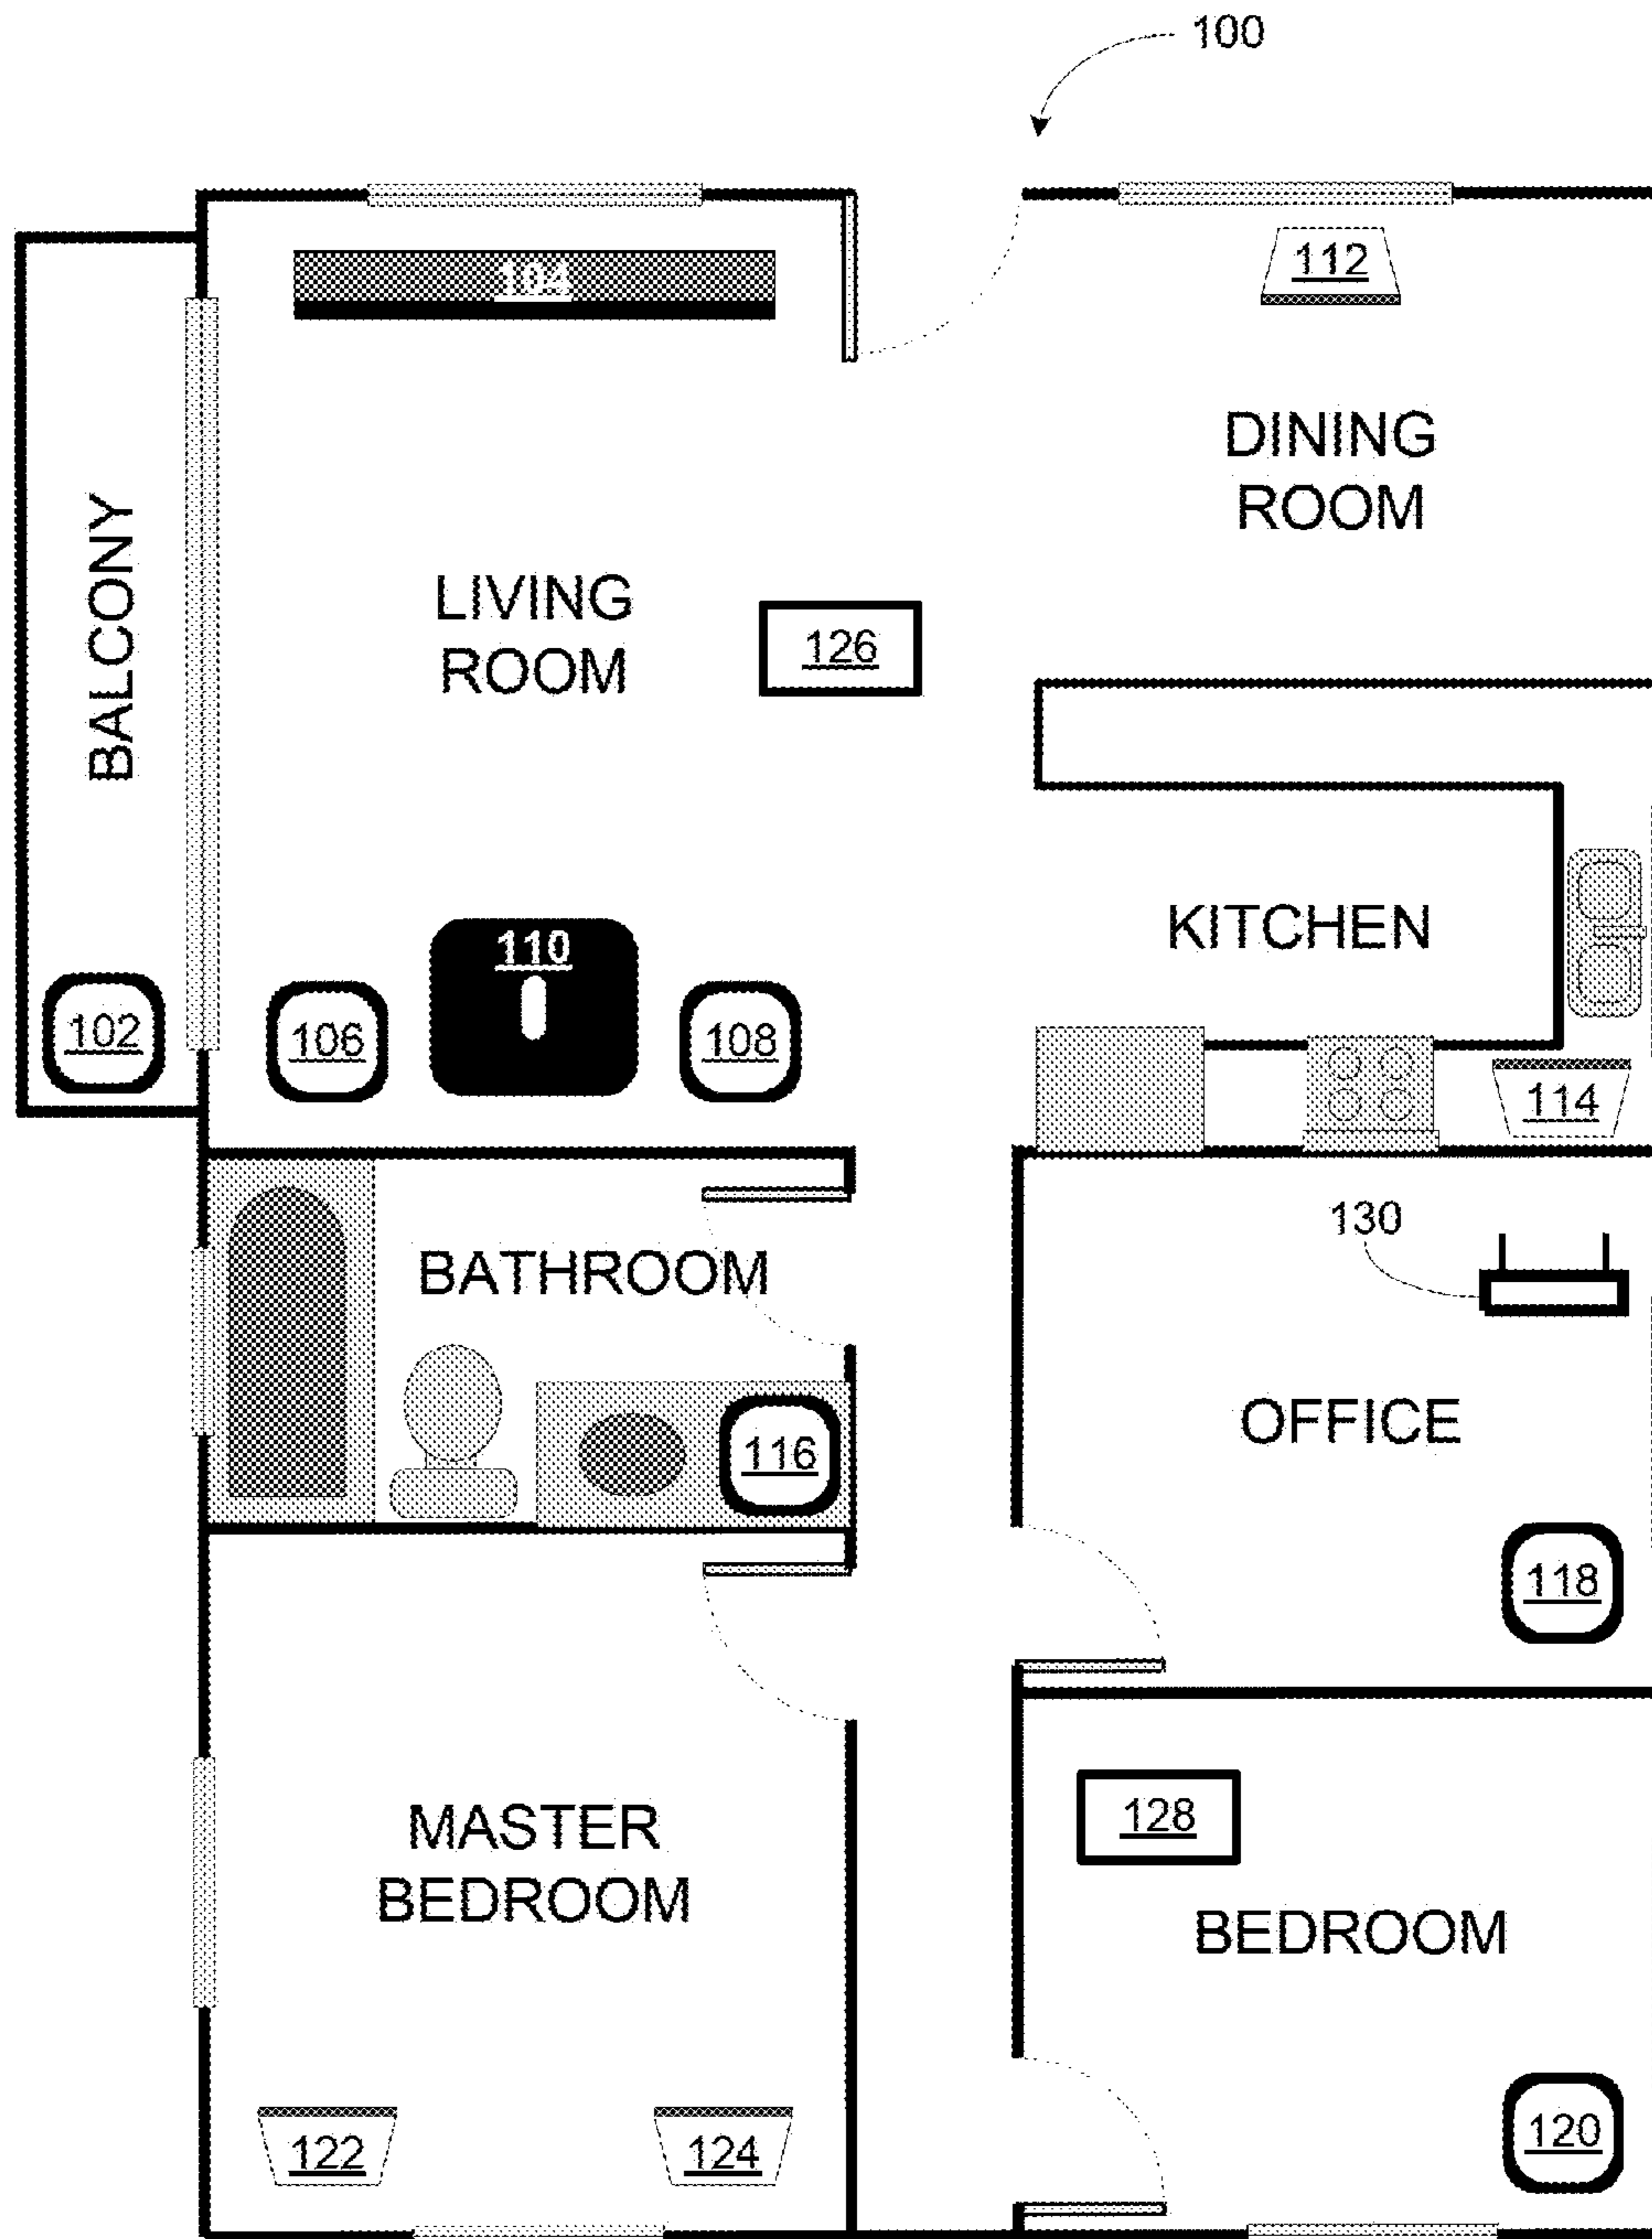 100
104
112
DINING
ROOM
BALCONY
LIVING
ROOM
126
KITCHEN
110
102
106
108
114
130
BATHROOM
OFFICE
116
118
MASTER
BEDROOM
128
BEDROOM
122
124
120